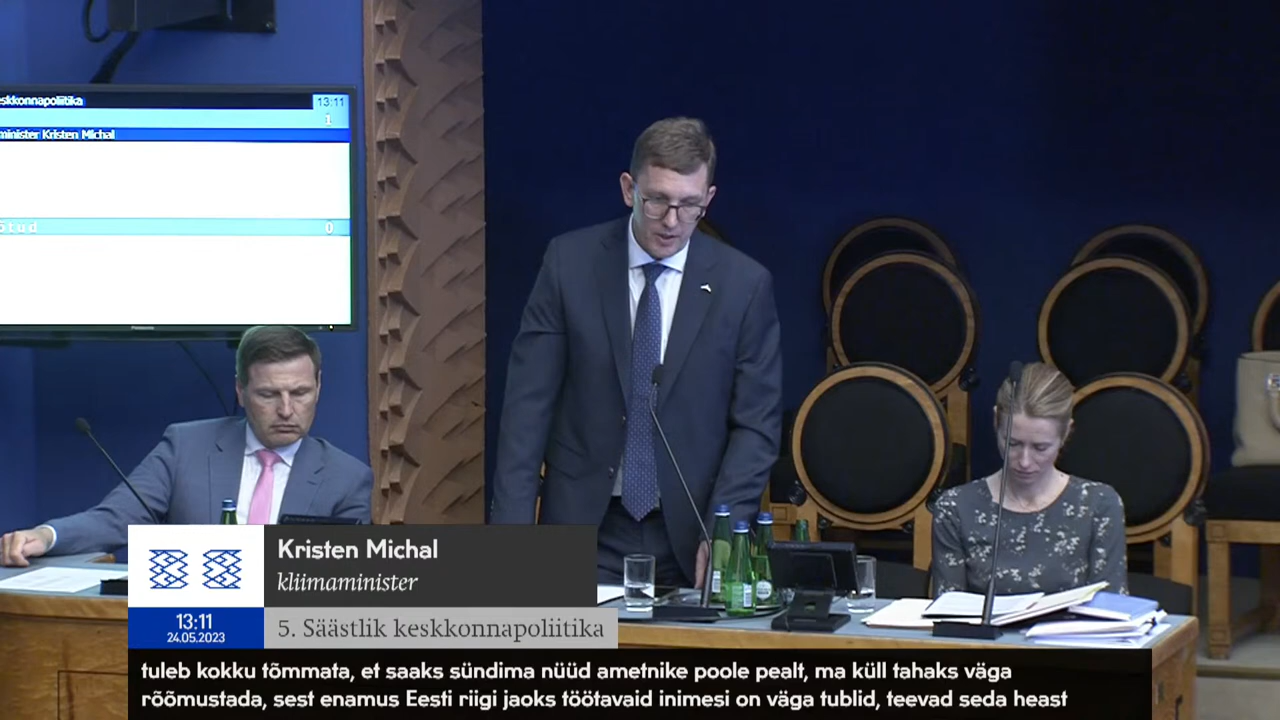 13:11
1
minister Kristen Michal
0
Kristen Michal
kliimaminister
13:11
24.05.2023
5. Säästlik keskkonnapoliitika
tuleb kokku tõmmata, et saaks sündima nüüd ametnike poole pealt, ma küll tahaks väga
rõõmustada, sest enamus Eesti riigi jaoks töötavaid inimesi on väga tublid, teevad seda heast